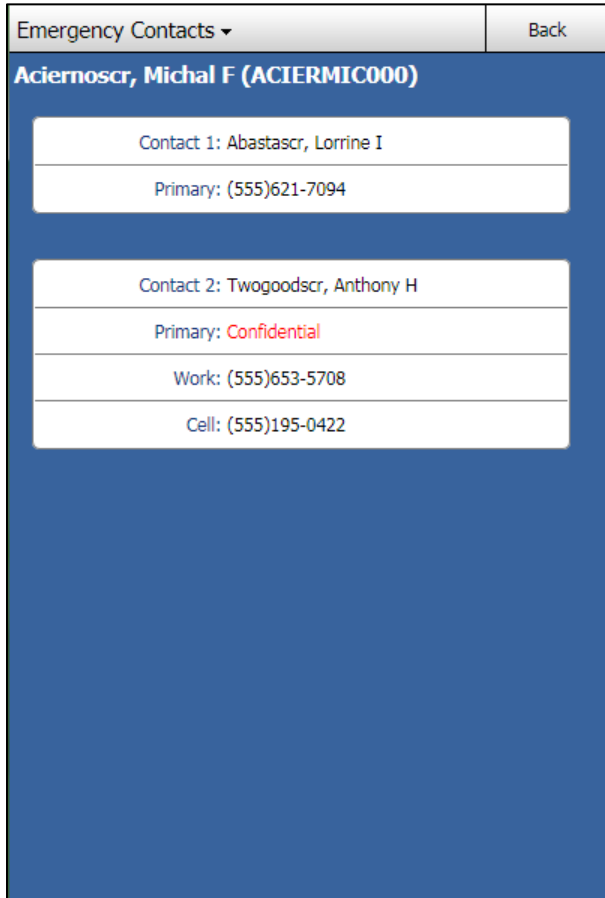 Emergency Contacts
Back
Aciernoscr, Michal F (ACIERMIC000)
Contact 1: Abastascr, Lorrine I
Primary: (555)621-7094
Contact 2: Twogoodscr, Anthony H
Primary: Confidential
Work: (555)653-5708
Cell: (555)195-0422